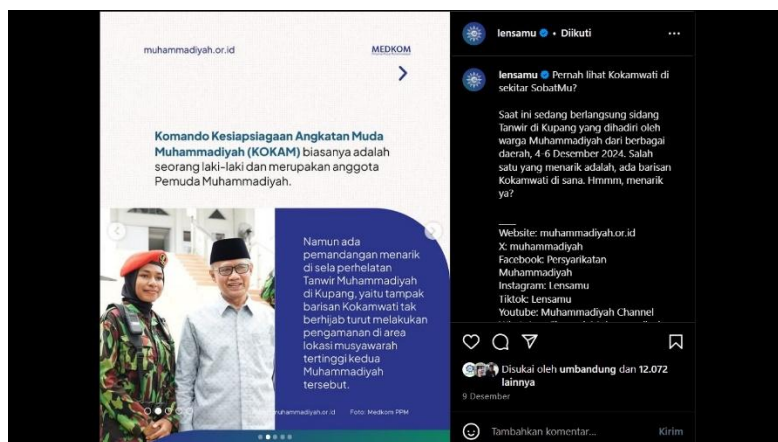 muhammadiyah.or.id
MEDKOM
Komando Kesiapsiagaan Angkatan Muda
Muhammadiyah (KOKAM) biasanya adalah
seorang laki-laki dan merupakan anggota
Pemuda Muhammadiyah.
Namun ada
pemandangan menarik
di sela perhelatan
Tanwir Muhammadiyah
di Kupang, yaitu tampak
barisan Kokamwati tak
berhijab turut melakukan
pengamanan di area
lokasi musyawarah
tertinggi kedua
Muhammadiyah
tersebut.
muhammadiyah.or.id
Foto: Medkom PPM
lensamu • Diikuti
lensamu Pernah lihat Kokamwati di
sekitar SobatMu?
Saat ini sedang berlangsung sidang
Tanwir di Kupang yang dihadiri oleh
warga Muhammadiyah dari berbagai
daerah, 4-6 Desember 2024. Salah
satu yang menarik adalah, ada barisan
Kokamwati di sana. Hmmm, menarik
ya?
Website: muhammadiyah.or.id
X: muhammadiyah
Facebook: Persyarikatan
Muhammadiyah
Instagram: Lensamu
Tiktok: Lensamu
Youtube: Muhammadiyah Channel
Disukai oleh umbandung dan 12.072
lainnya
9 Desember
Tambahkan komentar...
Kirim